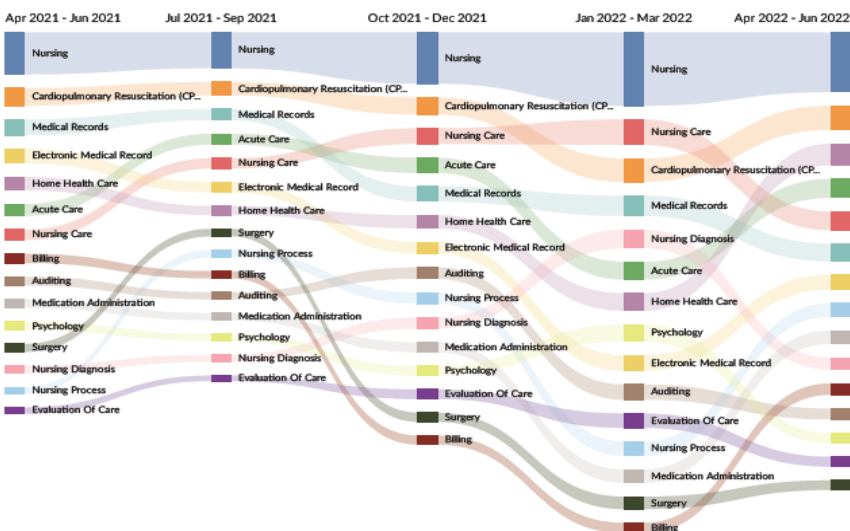 Apr 2021 - Jun 2021
Jul 2021 - Sep 2021
Oct 2021 - Dec 2021
Jan 2022 - Mar 2022
Apr 2022 - Jun 2022
Nursing
Cardiopulmonary Resuscitation (CP...
Medical Records
Electronic Medical Record
Home Health Care
Acute Care
Nursing Care
Billing
Auditing
Medication Administration
Psychology
Surgery
Nursing Diagnosis
Nursing Process
Evaluation Of Care
Nursing
Cardiopulmonary Resuscitation (CP...
Medical Records
Acute Care
Nursing Care
Electronic Medical Record
Home Health Care
Surgery
Nursing Process
Billing
Auditing
Medication Administration
Psychology
Nursing Diagnosis
Evaluation Of Care
Nursing
Cardiopulmonary Resuscitation (CP...
Nursing Care
Acute Care
Medical Records
Home Health Care
Electronic Medical Record
Auditing
Nursing Process
Nursing Diagnosis
Medication Administration
Psychology
Evaluation Of Care
Surgery
Billing
Nursing
Nursing Care
Cardiopulmonary Resuscitation (CP...
Medical Records
Nursing Diagnosis
Acute Care
Home Health Care
Psychology
Electronic Medical Record
Auditing
Evaluation Of Care
Nursing Process
Medication Administration
Surgery
Billing